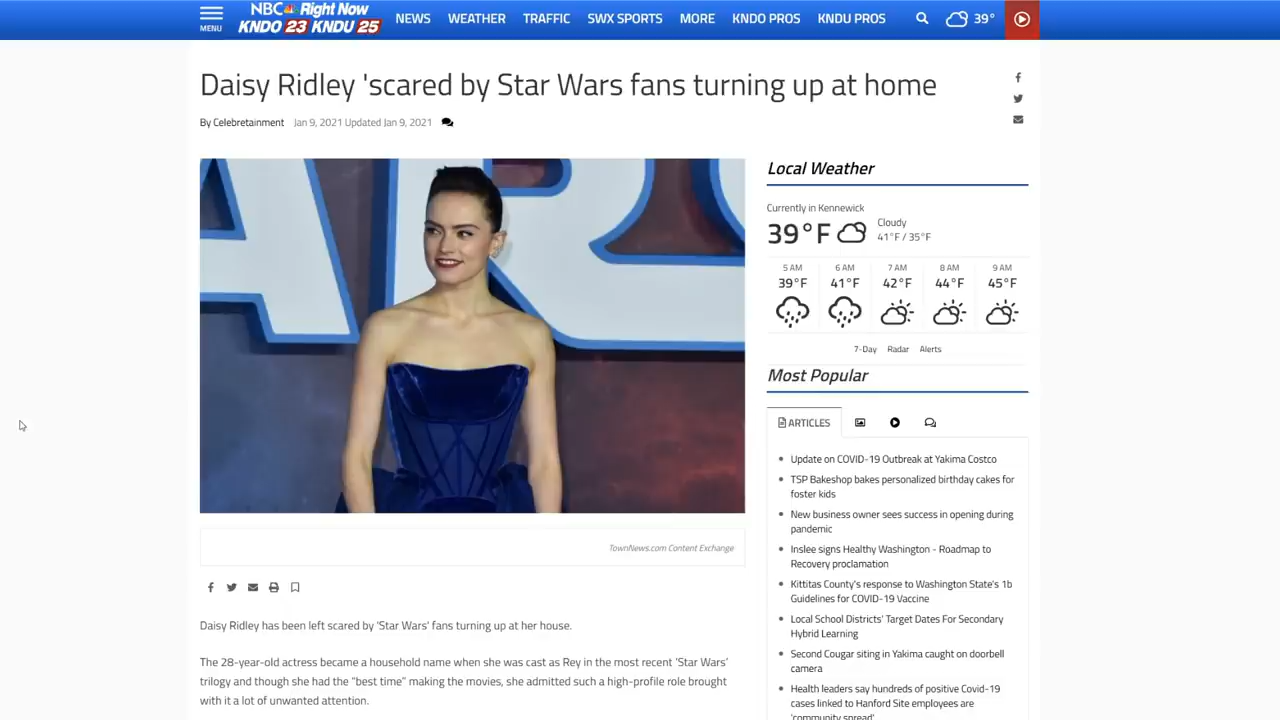 MENU
NBC Right Now
KNDO 23 KNDU 25
NEWS WEATHER TRAFFIC SWX SPORTS MORE KNDO PROS KNDU PROS 39°
Daisy Ridley 'scared by Star Wars fans turning up at home
By Celebretainment Jan 9, 2021 Updated Jan 9, 2021
TownNews.com Content Exchange
Daisy Ridley has been left scared by 'Star Wars' fans turning up at her house.
The 28-year-old actress became a household name when she was cast as Rey in the most recent 'Star Wars'
trilogy and though she had the "best time" making the movies, she admitted such a high-profile role brought
with it a lot of unwanted attention.
Local Weather
Currently in Kennewick
39°F
Cloudy
41°F / 35°F
5 AM 6 AM 7 AM 8 AM 9 AM
39°F 41°F 42°F 44°F 45°F
7-Day Radar Alerts
Most Popular
ARTICLES
Update on COVID-19 Outbreak at Yakima Costco
TSP Bakeshop bakes personalized birthday cakes for
foster kids
New business owner sees success in opening during
pandemic
Inslee signs Healthy Washington - Roadmap to
Recovery proclamation
Kittitas County's response to Washington State's 1b
Guidelines for COVID-19 Vaccine
Local School Districts' Target Dates For Secondary
Hybrid Learning
Second Cougar siting in Yakima caught on doorbell
camera
Health leaders say hundreds of positive Covid-19
cases linked to Hanford Site employees are
'community spread'